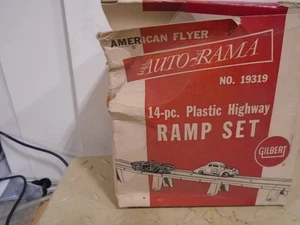 AMERICAN FLYER
AUTO-RAMA
NO. 19319
14-pc. Plastic Highway
RAMP SET
GILBERT